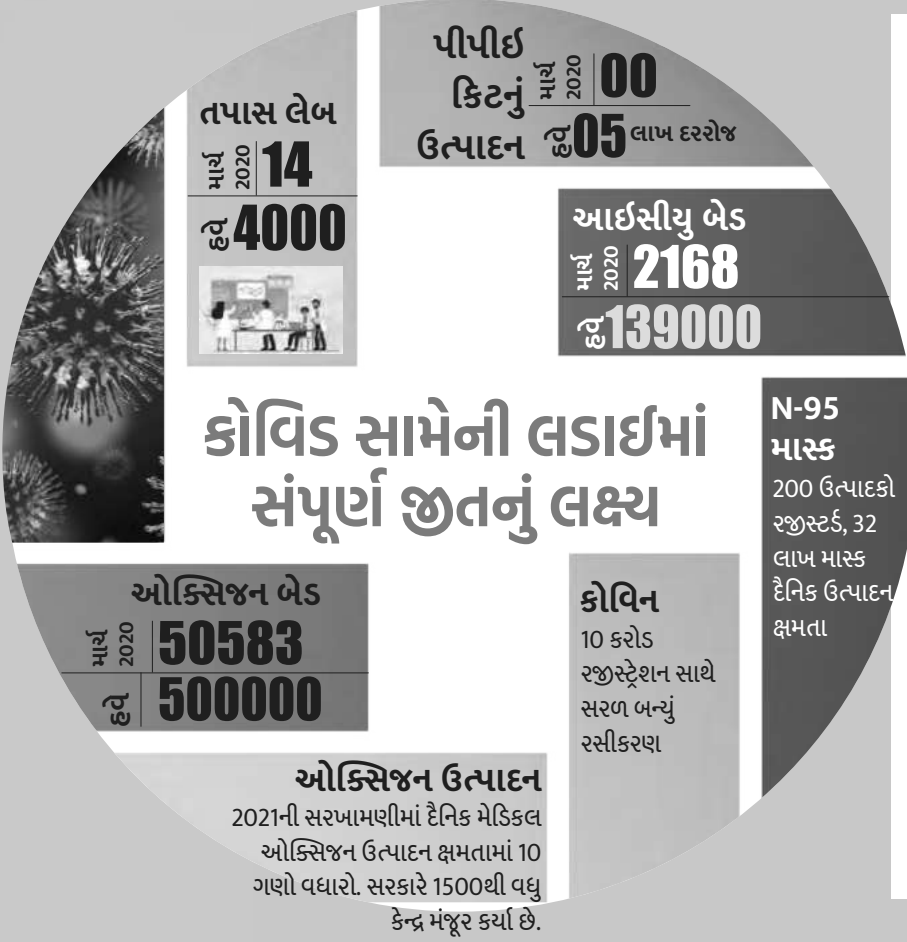 પીપીઇ
કિટનું
ઉત્પાદન
માર્ચ
2020
00
હવે 05 લાખ દરરોજ
તપાસ લેબ
માર્ચ
2020
14
હવે 4000
આઇસીયુ બેડ
માર્ચ
2020
2168
હવે 139000
કોવિડ સામેની લડાઈમાં
સંપૂર્ણ જીતનું લક્ષ્ય
N-95
માસ્ક
200 ઉત્પાદકો
રજીસ્ટર્ડ, 32
લાખ માસ્ક
દૈનિક ઉત્પાદન
ક્ષમતા
ઓક્સિજન બેડ
માર્ચ
2020
50583
હવે 500000
કોવિન
10 કરોડ
રજીસ્ટ્રેશન સાથે
સરળ બન્યું
રસીકરણ
ઓક્સિજન ઉત્પાદન
2021ની સરખામણીમાં દૈનિક મેડિકલ
ઓક્સિજન ઉત્પાદન ક્ષમતામાં 10
ગણો વધારો. સરકારે 1500થી વધુ
કેન્દ્ર મંજૂર કર્યા છે.